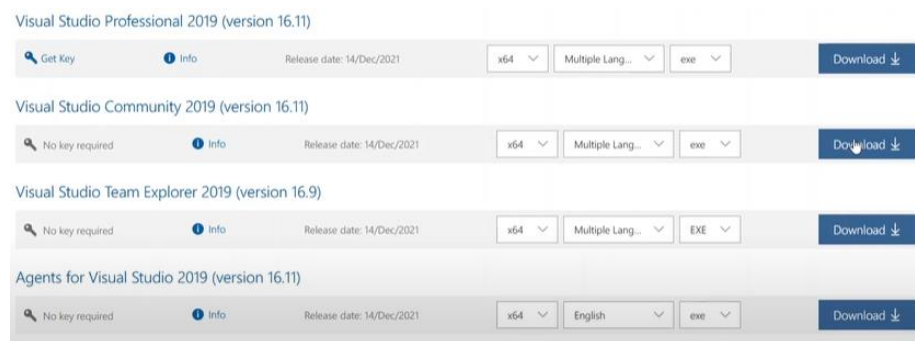 Visual Studio Professional 2019 (version 16.11)
Get Key Info Release date: 14/Dec/2021 x64 Multiple Lang... exe Download
Visual Studio Community 2019 (version 16.11)
No key required Info Release date: 14/Dec/2021 x64 Multiple Lang... exe Download
Visual Studio Team Explorer 2019 (version 16.9)
No key required Info Release date: 14/Dec/2021 x64 Multiple Lang... EXE Download
Agents for Visual Studio 2019 (version 16.11)
No key required Info Release date: 14/Dec/2021 x64 English exe Download